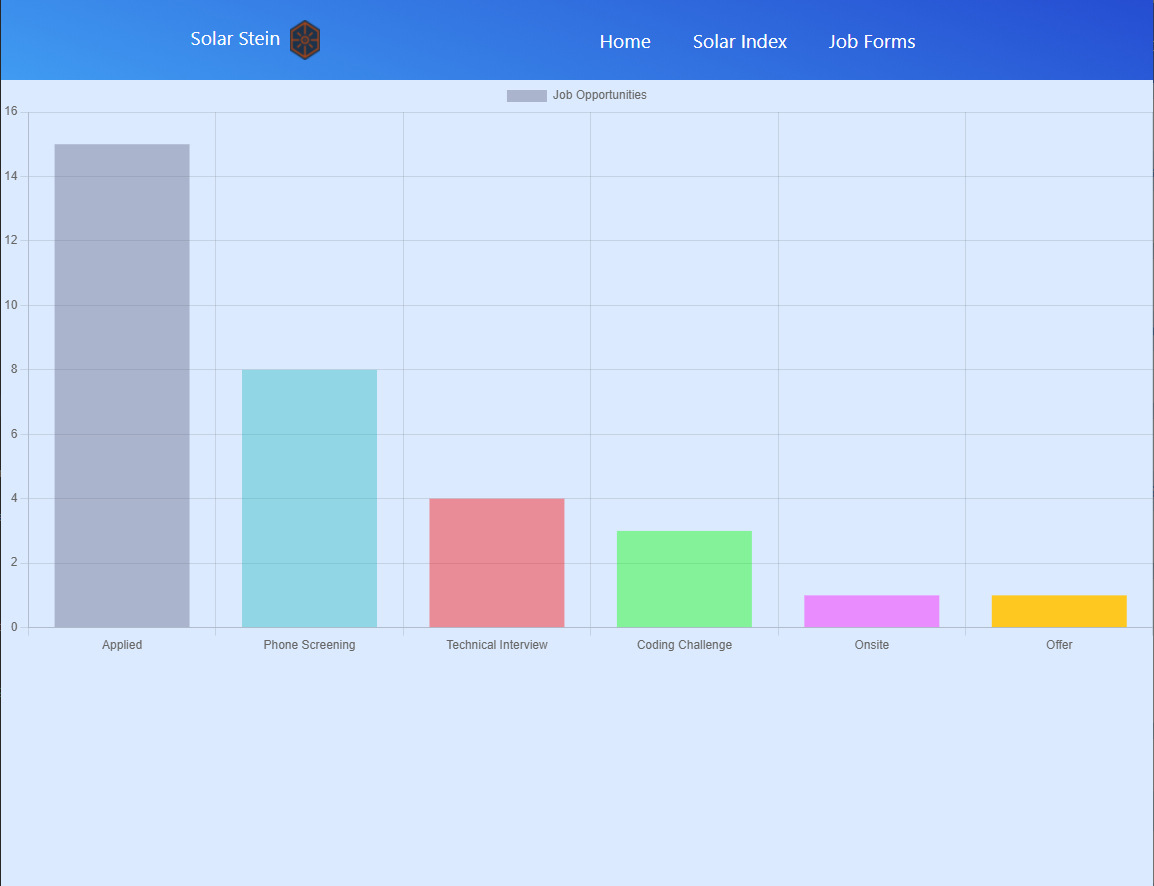 Solar Stein
Home Solar Index Job Forms
Job Opportunities
16
14
12
10
8
6
4
2
0
Applied Phone Screening Technical Interview Coding Challenge Onsite Offer